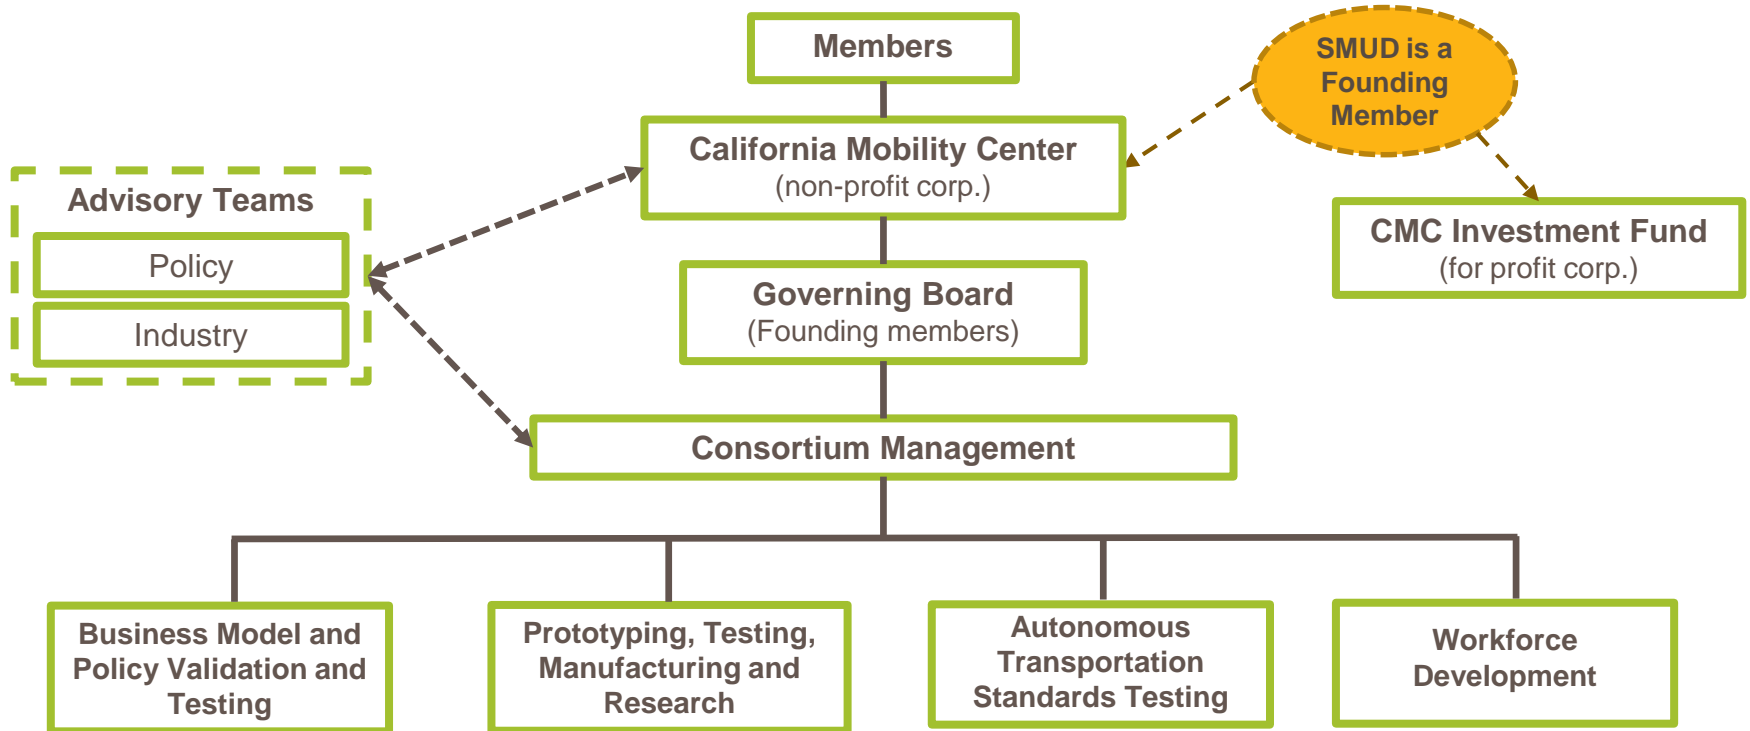 Members
SMUD is a
Founding
Member
California Mobility Center
(non-profit corp.)
Advisory Teams
Policy
Industry
CMC Investment Fund
(for profit corp.)
Governing Board
(Founding members)
Consortium Management
Business Model and
Policy Validation and
Testing
Prototyping, Testing,
Manufacturing and
Research
Autonomous
Transportation
Standards Testing
Workforce
Development